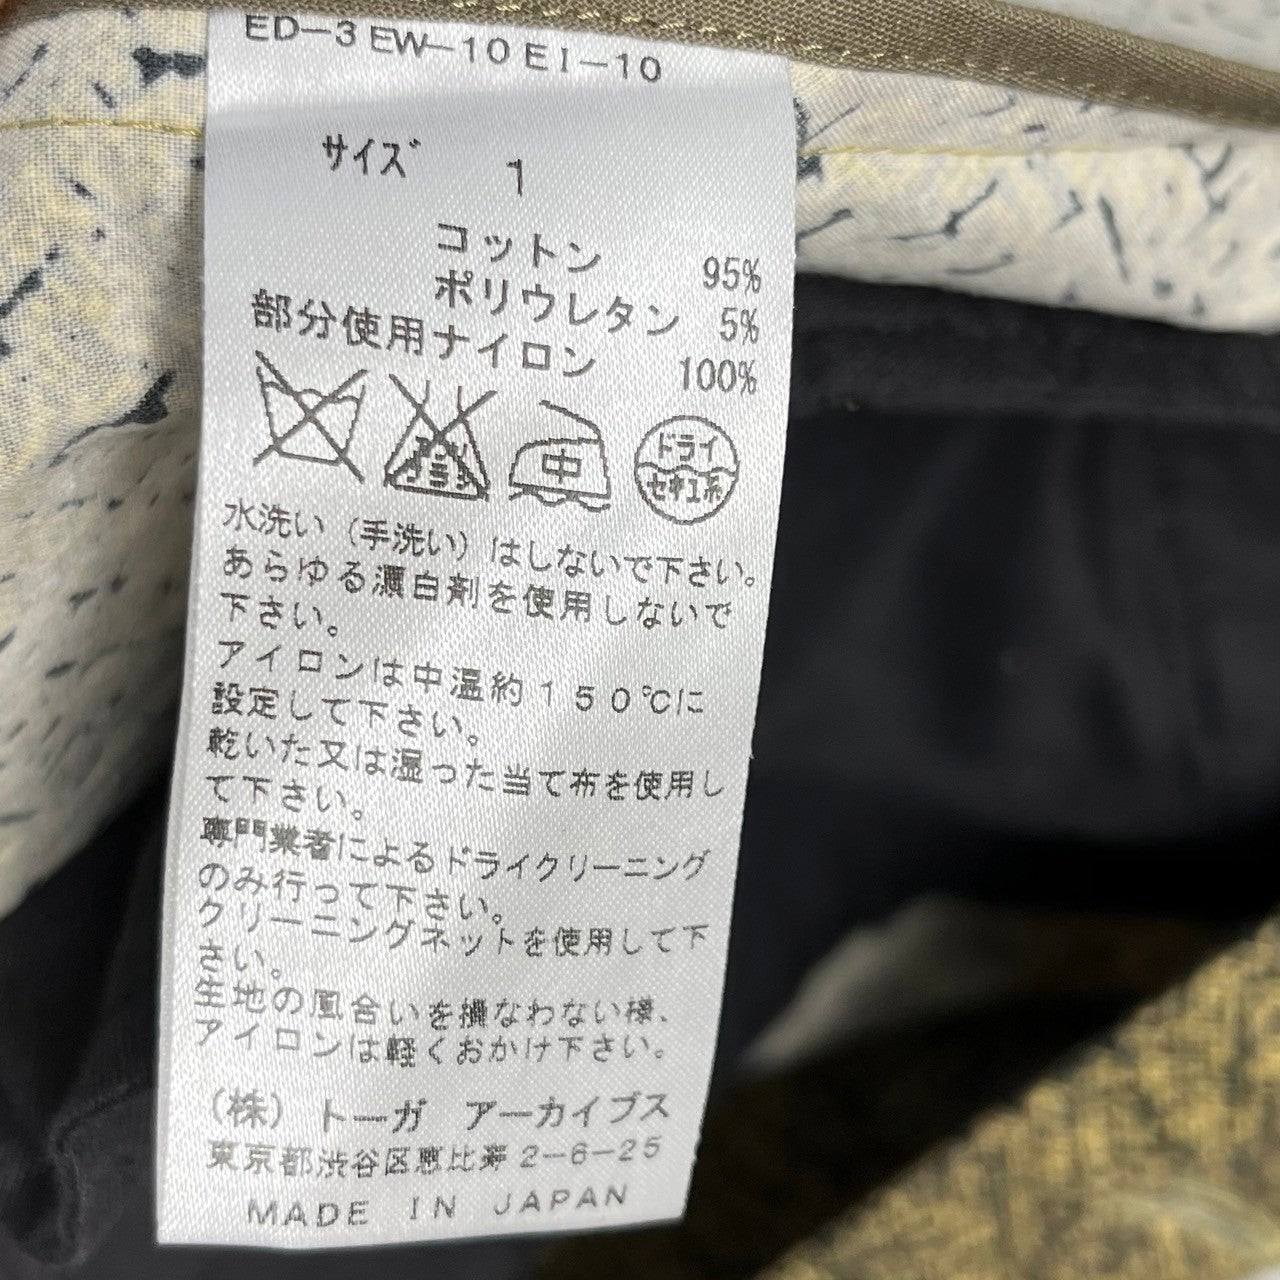 ED-3 EW-10 EI-10
サイズ 1
コットン 95%
ポリウレタン 5%
部分使用ナイロン 100%
エンソ
サラシ
中
ドライ
セキユ系
水洗い（手洗い）はしないで下さい。
あらゆる漂白剤を使用しないで
下さい。
アイロンは中温約150℃に
設定して下さい。
乾いた又は湿った当て布を使用し
て下さい。
専門業者によるドライクリーニング
のみ行って下さい。
クリーニングネットを使用して下
さい。
生地の風合いを損なわない様、
アイロンは軽くおかけ下さい。
（株）トーガ アーカイブス
東京都渋谷区恵比寿2-6-25
MADE IN JAPAN